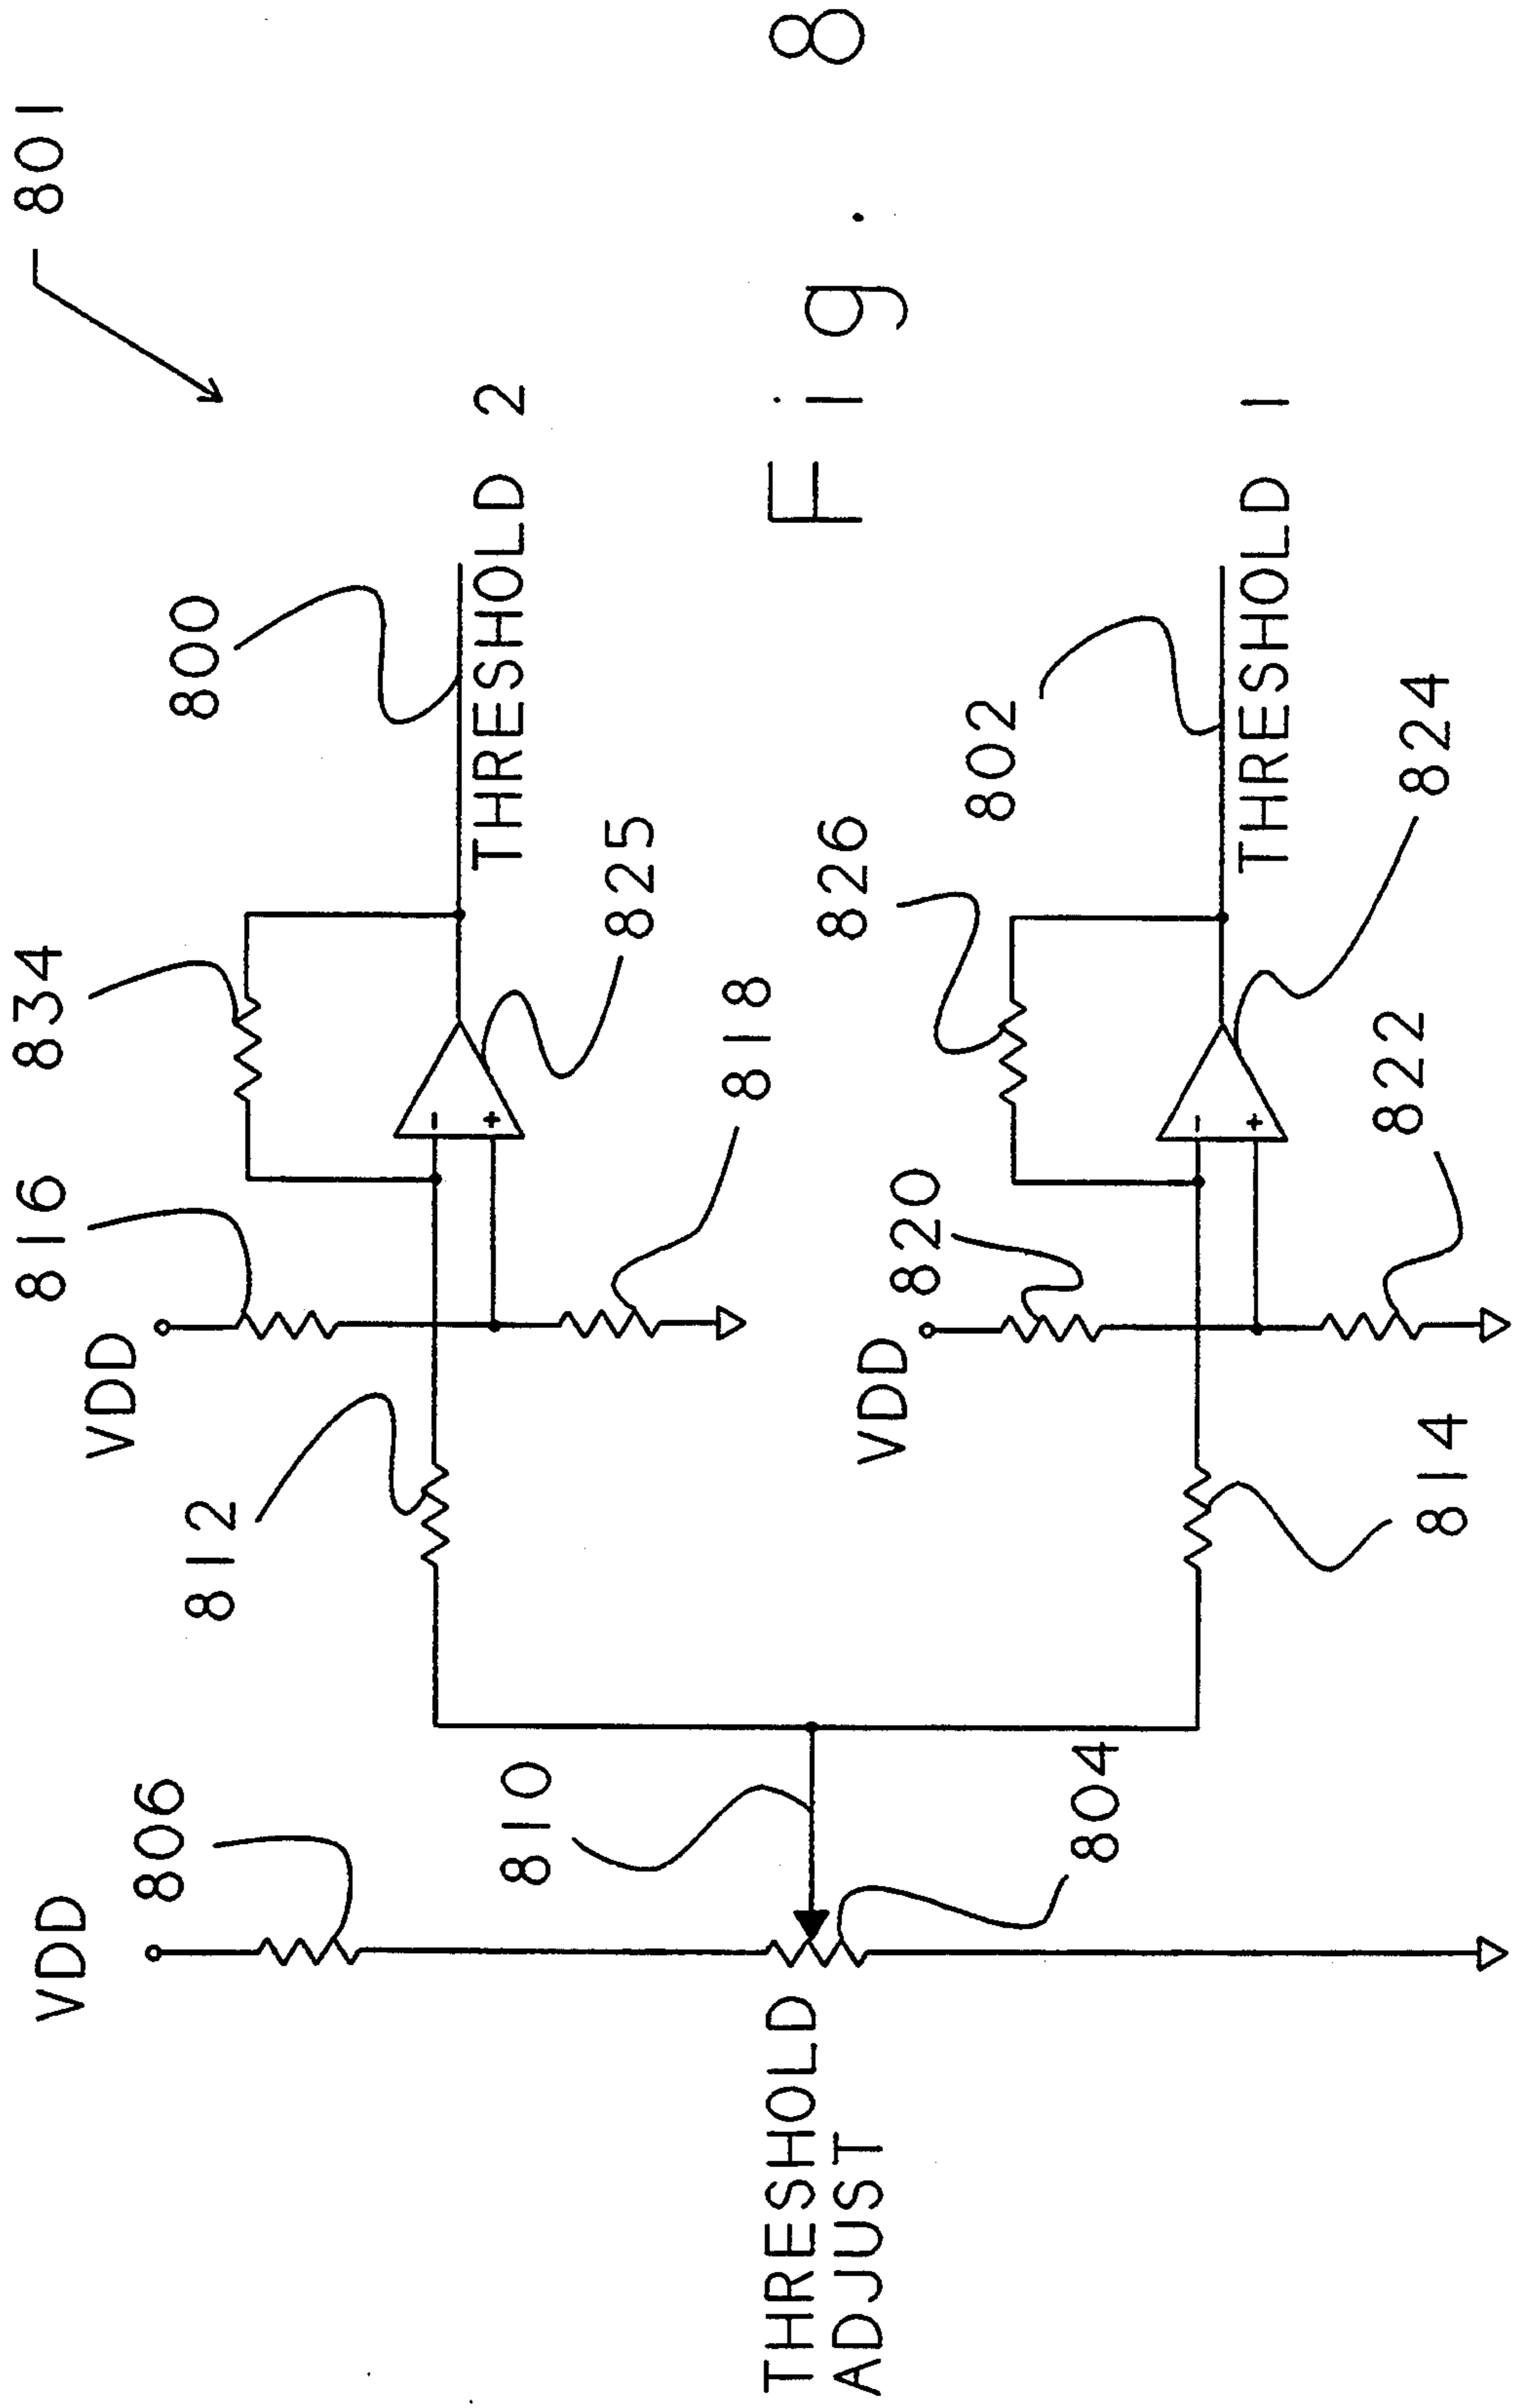 801
800
834
816
VDD
812
THRESHOLD 2
825
818
VDD
806
810
804
THRESHOLD
ADJUST
Fig. 8
826
802
820
VDD
THRESHOLD 1
824
822
814